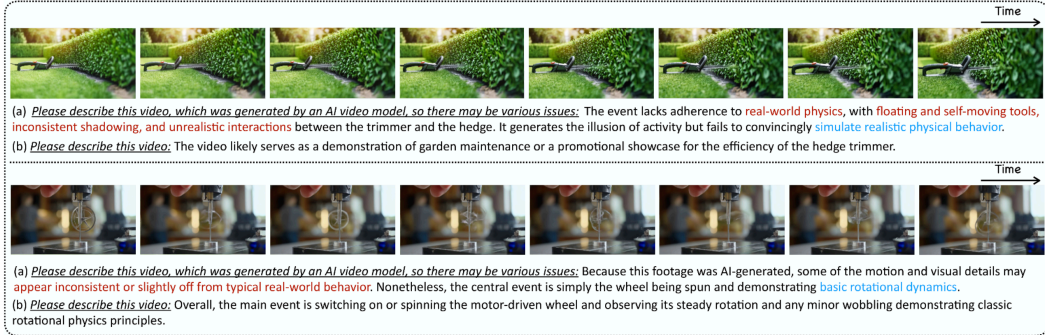 Time
(a) Please describe this video, which was generated by an AI video model, so there may be various issues: The event lacks adherence to real-world physics, with floating and self-moving tools,
inconsistent shadowing, and unrealistic interactions between the trimmer and the hedge. It generates the illusion of activity but fails to convincingly simulate realistic physical behavior.
(b) Please describe this video: The video likely serves as a demonstration of garden maintenance or a promotional showcase for the efficiency of the hedge trimmer.
Time
(a) Please describe this video, which was generated by an AI video model, so there may be various issues: Because this footage was AI-generated, some of the motion and visual details may
appear inconsistent or slightly off from typical real-world behavior. Nonetheless, the central event is simply the wheel being spun and demonstrating basic rotational dynamics.
(b) Please describe this video: Overall, the main event is switching on or spinning the motor-driven wheel and observing its steady rotation and any minor wobbling demonstrating classic
rotational physics principles.